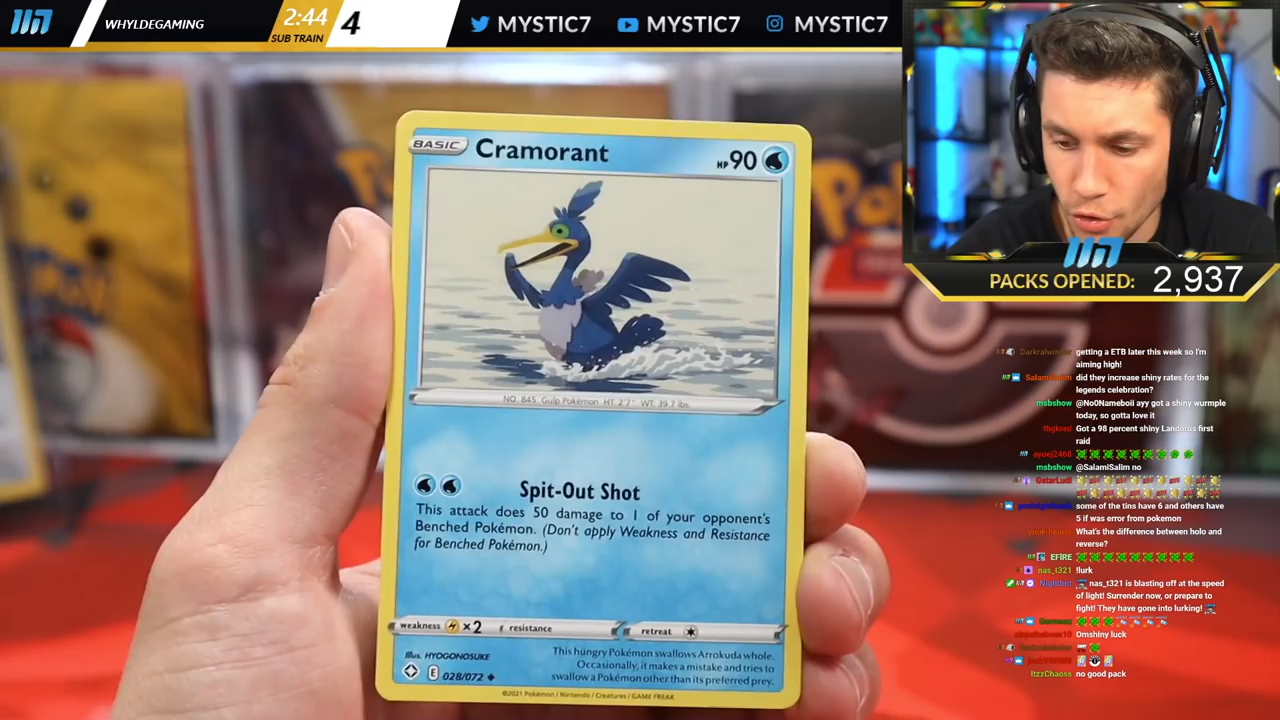 WHYLDEGAMING
2:44
SUB TRAIN
4
MYSTIC7
MYSTIC7
MYSTIC7
BASIC
Cramorant
HP 90
NO. 845 Gulp Pokémon HT: 2'7" WT: 39.7 lbs.
Spit-Out Shot
This attack does 50 damage to 1 of your opponent's
Benched Pokémon. (Don't apply Weakness and Resistance
for Benched Pokémon.)
weakness ×2 resistance retreat
Illus. HYOGONOSUKE
E 028/072
This hungry Pokémon swallows Arrokuda whole.
Occasionally, it makes a mistake and tries to
swallow a Pokémon other than its preferred prey.
©2021 Pokémon / Nintendo / Creatures / GAME FREAK
PACKS OPENED: 2,937
getting a ETB later this week so I'm
aiming high!
did they increase shiny rates for the
legends celebration?
msbshow @No0Nameboii ayy got a shiny wurmple
today, so gotta love it
thgkred Got a 98 percent shiny Landorus first
raid
ayoej2468
msbshow @SalamiSalim no
GstarLudi
some of the tins have 6 and others have
5 if was error from pokemon
What's the difference between holo and
reverse?
EFIRE
nas_t321 !lurk
Nightbot nas_t321 is blasting off at the speed
of light! Surrender now, or prepare to
fight! They have gone into lurking!
Omshiny luck
ItzzChaoss no good pack